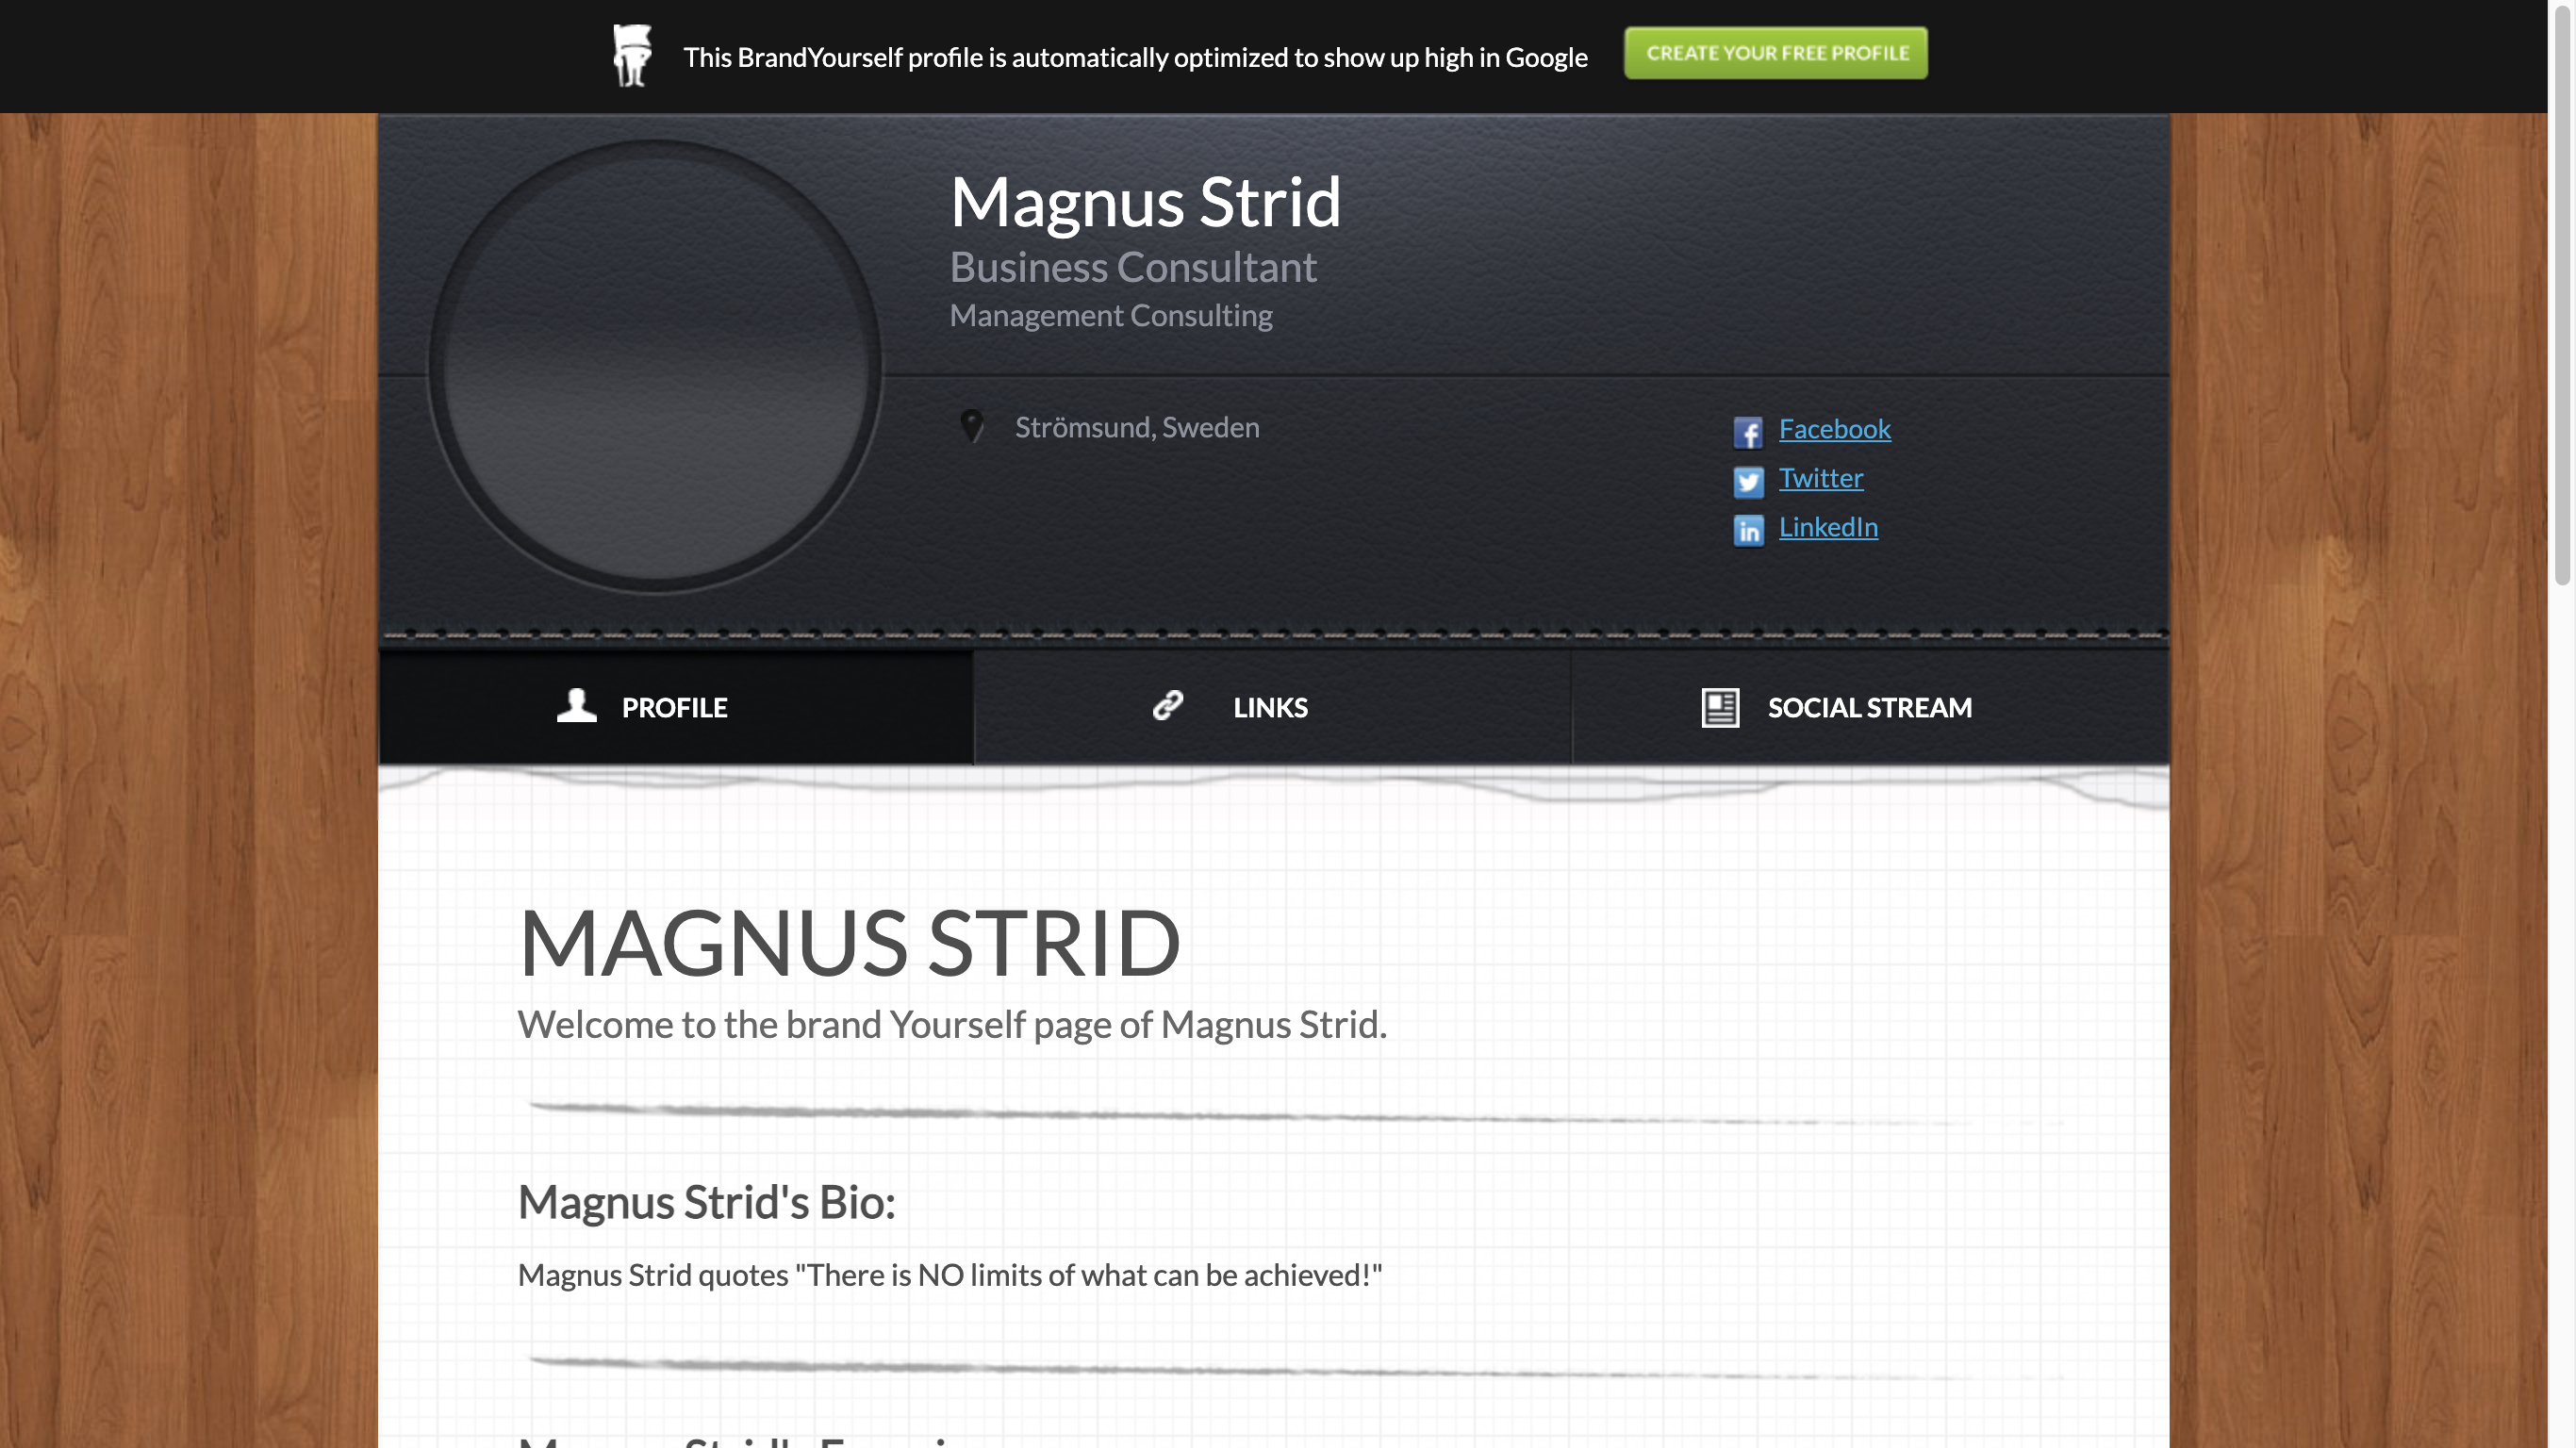 This BrandYourself profile is automatically optimized to show up high in Google
CREATE YOUR FREE PROFILE
Magnus Strid
Business Consultant
Management Consulting
Strömsund, Sweden
Facebook
Twitter
LinkedIn
PROFILE
LINKS
SOCIAL STREAM
MAGNUS STRID
Welcome to the brand Yourself page of Magnus Strid.
Magnus Strid's Bio:
Magnus Strid quotes "There is NO limits of what can be achieved!"